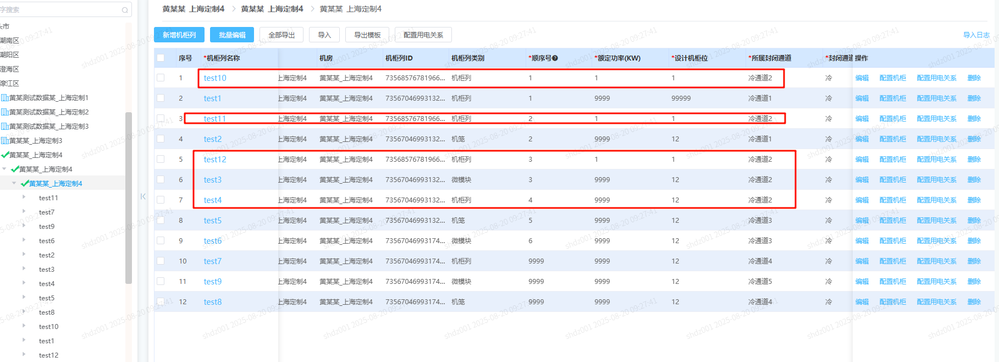 字搜索
黄某某_上海定制4 > 黄某某_上海定制4 > 黄某某_上海定制4
新增机柜列 批量编辑 全部导出 导入 导出模板 配置用电关系 导入日志
头市
潮南区
潮阳区
澄海区
濠江区
黄某测试数据某_上海定制1
黄某测试数据某_上海定制2
黄某测试数据某_上海定制3
黄某某_上海定制3
黄某某_上海定制4
黄某某_上海定制4
黄某某_上海定制4
test11
test7
test9
test6
test2
test3
test4
test5
test8
test10
test1
test12
序号 *机柜列名称 机房 机柜列ID 机柜列类别 *顺序号 *额定功率(KW) *设计机柜位 *所属封闭通道 *封闭通道 操作
1 test10 上海定制4 黄某某_上海定制4 73568576781966... 机柜列 1 1 1 冷通道2 冷 编辑 配置机柜 配置用电关系 删除
2 test1 上海定制4 黄某某_上海定制4 73567046993132... 机柜列 1 9999 99999 冷通道1 冷 编辑 配置机柜 配置用电关系 删除
3 test11 上海定制4 黄某某_上海定制4 73568576781966... 机柜列 2 1 1 冷通道2 冷 编辑 配置机柜 配置用电关系 删除
4 test2 上海定制4 黄某某_上海定制4 73567046993132... 机笼 2 9999 12 冷通道1 冷 编辑 配置机柜 配置用电关系 删除
5 test12 上海定制4 黄某某_上海定制4 73568576781966... 机柜列 3 1 1 冷通道2 冷 编辑 配置机柜 配置用电关系 删除
6 test3 上海定制4 黄某某_上海定制4 73567046993132... 微模块 3 9999 12 冷通道2 冷 编辑 配置机柜 配置用电关系 删除
7 test4 上海定制4 黄某某_上海定制4 73567046993132... 机柜列 4 9999 12 冷通道2 冷 编辑 配置机柜 配置用电关系 删除
8 test5 上海定制4 黄某某_上海定制4 73567046993132... 机笼 5 9999 12 冷通道3 冷 编辑 配置机柜 配置用电关系 删除
9 test6 上海定制4 黄某某_上海定制4 73567046993174... 微模块 6 9999 12 冷通道3 冷 编辑 配置机柜 配置用电关系 删除
10 test7 上海定制4 黄某某_上海定制4 73567046993174... 机柜列 9999 9999 12 冷通道4 冷 编辑 配置机柜 配置用电关系 删除
11 test9 上海定制4 黄某某_上海定制4 73567046993174... 微模块 9999 9999 12 冷通道5 冷 编辑 配置机柜 配置用电关系 删除
12 test8 上海定制4 黄某某_上海定制4 73567046993174... 机笼 9999 9999 12 冷通道4 冷 编辑 配置机柜 配置用电关系 删除
shdz001 2025-08-20 09:27:41